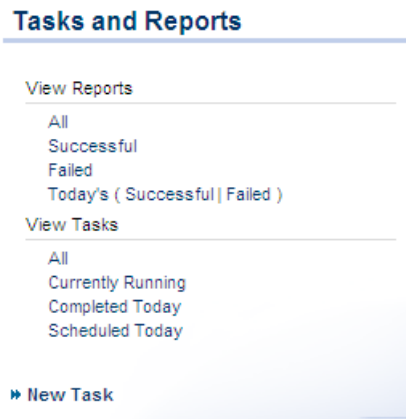 Tasks and Reports
View Reports
All
Successful
Failed
Today's ( Successful | Failed )
View Tasks
All
Currently Running
Completed Today
Scheduled Today
New Task